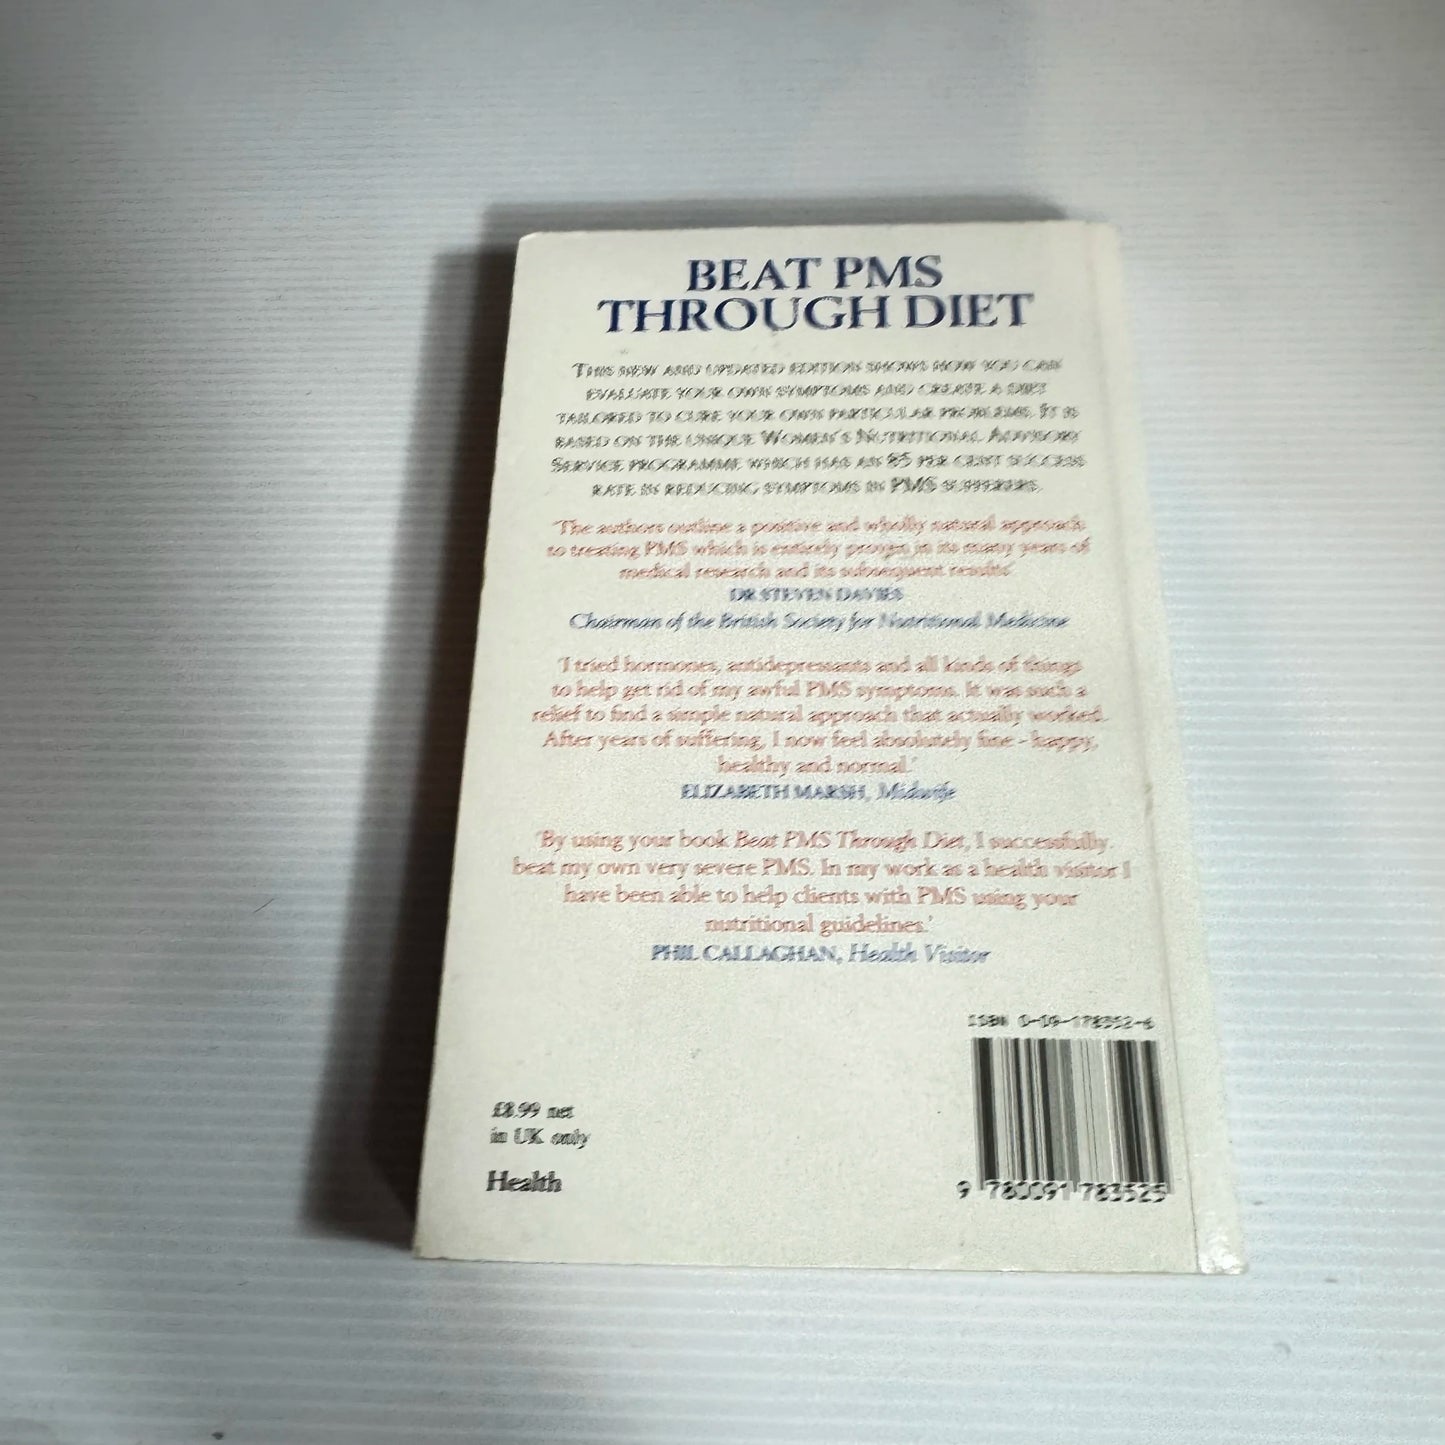 BEAT PMS
THROUGH DIET
THIS NEW AND UPDATED EDITION SHOWS HOW YOU CAN
EVALUATE YOUR OWN SYMPTOMS AND CREATE A DIET
TAILORED TO CURE YOUR OWN PARTICULAR PROBLEMS. IT IS
BASED ON THE UNIQUE WOMEN'S NUTRITIONAL ADVISORY
SERVICE PROGRAMME WHICH HAS AN 85 PER CENT SUCCESS
RATE IN REDUCING SYMPTOMS IN PMS SUFFERERS.
'The authors outline a positive and wholly natural approach
to treating PMS which is entirely proven in its many years of
medical research and its subsequent results'
DR STEVEN DAVIES
Chairman of the British Society for Nutritional Medicine
'I tried hormones, antidepressants and all kinds of things
to help get rid of my awful PMS symptoms. It was such a
relief to find a simple natural approach that actually worked.
After years of suffering, I now feel absolutely fine - happy,
healthy and normal.'
ELIZABETH MARSH, Midwife
'By using your book Beat PMS Through Diet, I successfully
beat my own very severe PMS. In my work as a health visitor I
have been able to help clients with PMS using your
nutritional guidelines.'
PHIL CALLAGHAN, Health Visitor
ISBN 0-09-178352-6
£8.99 net
in UK only
Health
9 780091 783525